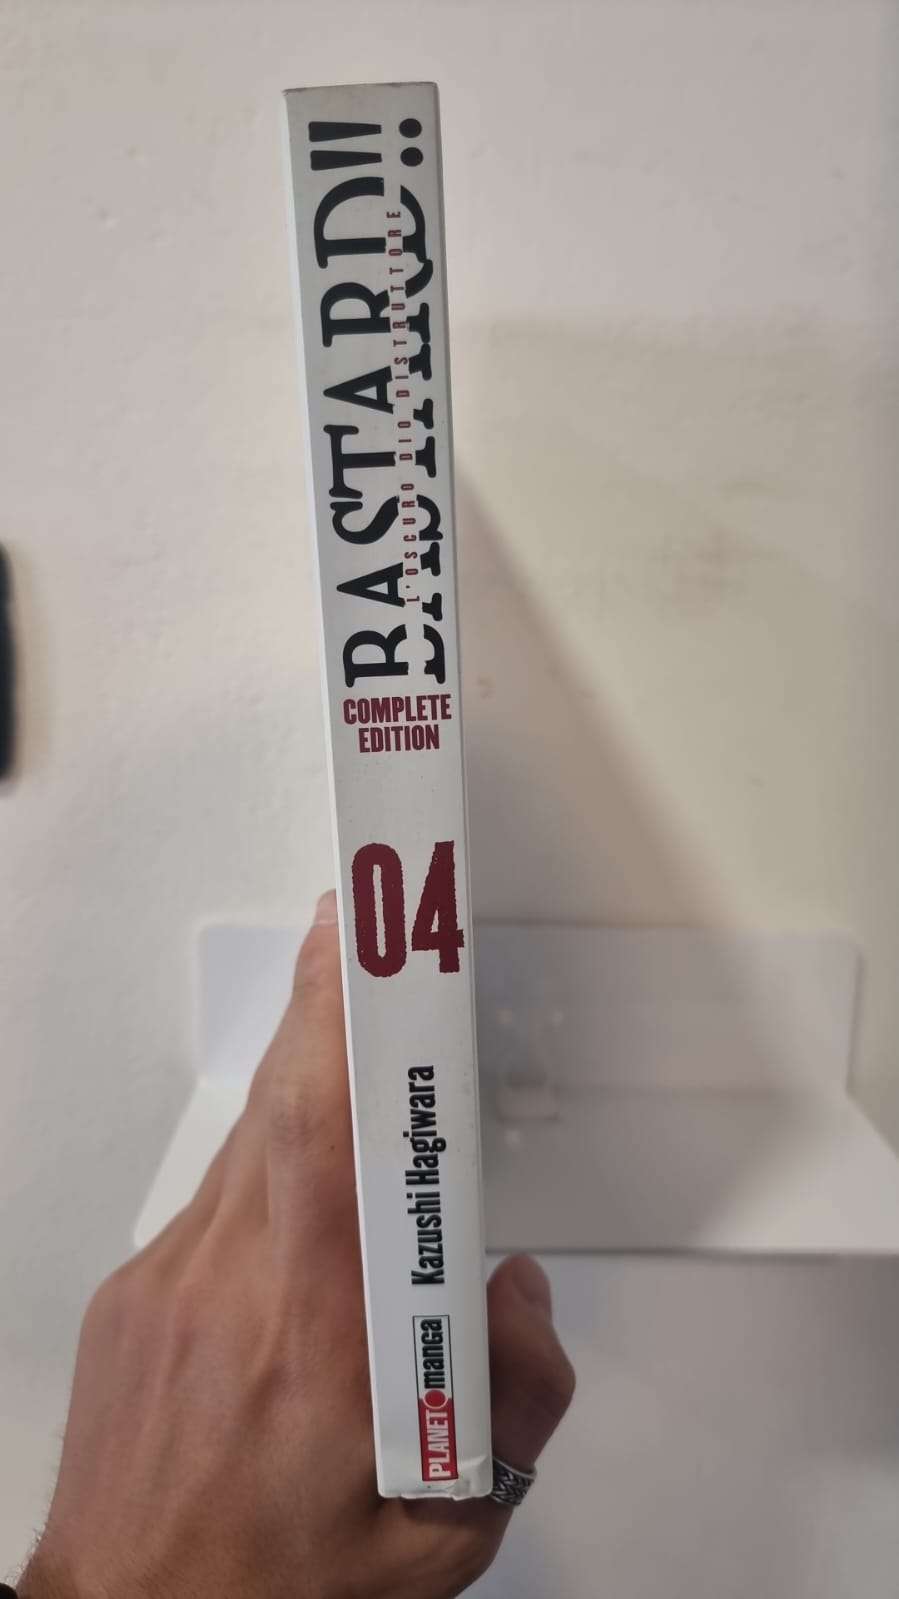 BASTARD!!
L'OSCURO DIO DISTRUTTORE
COMPLETE
EDITION
04
Kazushi Hagiwara
PLANET manga